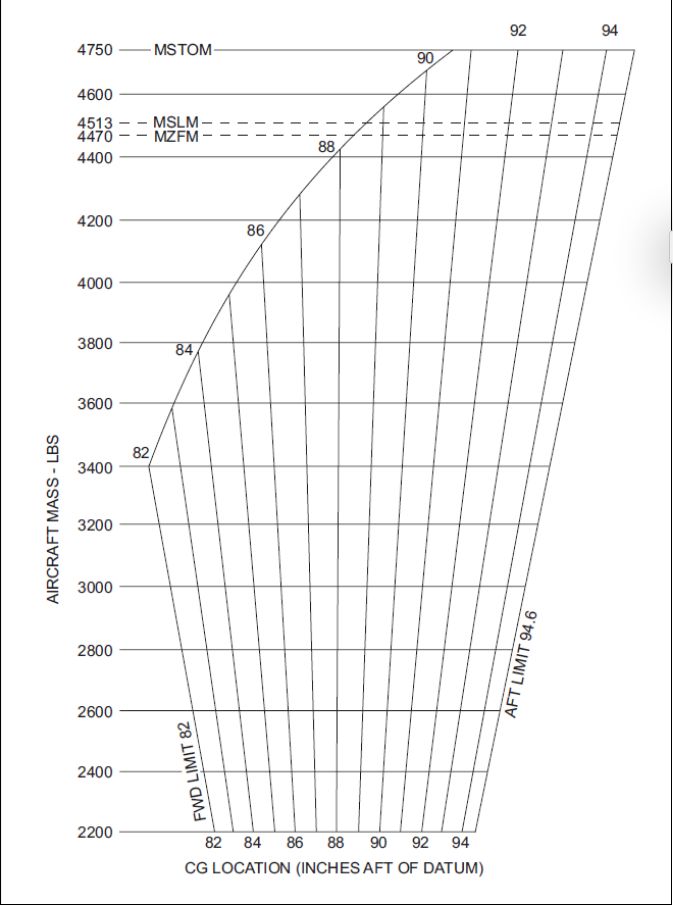 92 94
4750 MSTOM
90
4600
4513 MSLM
4470 MZFM
88
4400
4200
86
4000
3800
84
3600
82
3400
3200
3000
2800
2600
2400
2200
AIRCRAFT MASS - LBS
FWD LIMIT 82
AFT LIMIT 94.6
82 84 86 88 90 92 94
CG LOCATION (INCHES AFT OF DATUM)